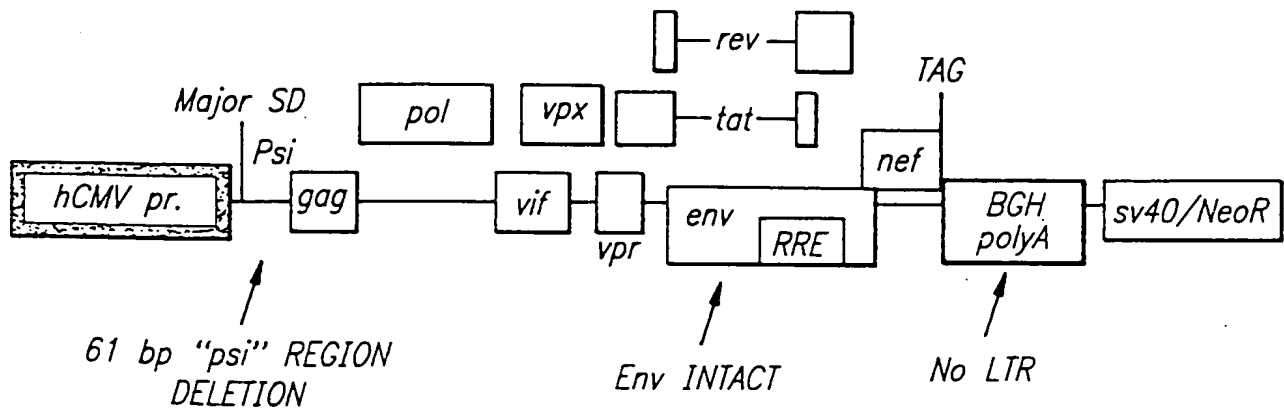 rev
TAG
Major SD
pol
vpx
tat
Psi
nef
hCMV pr.
gag
vif
vpr
env
RRE
BGH
polyA
sv40/NeoR
61 bp "psi" REGION
DELETION
Env INTACT
No LTR